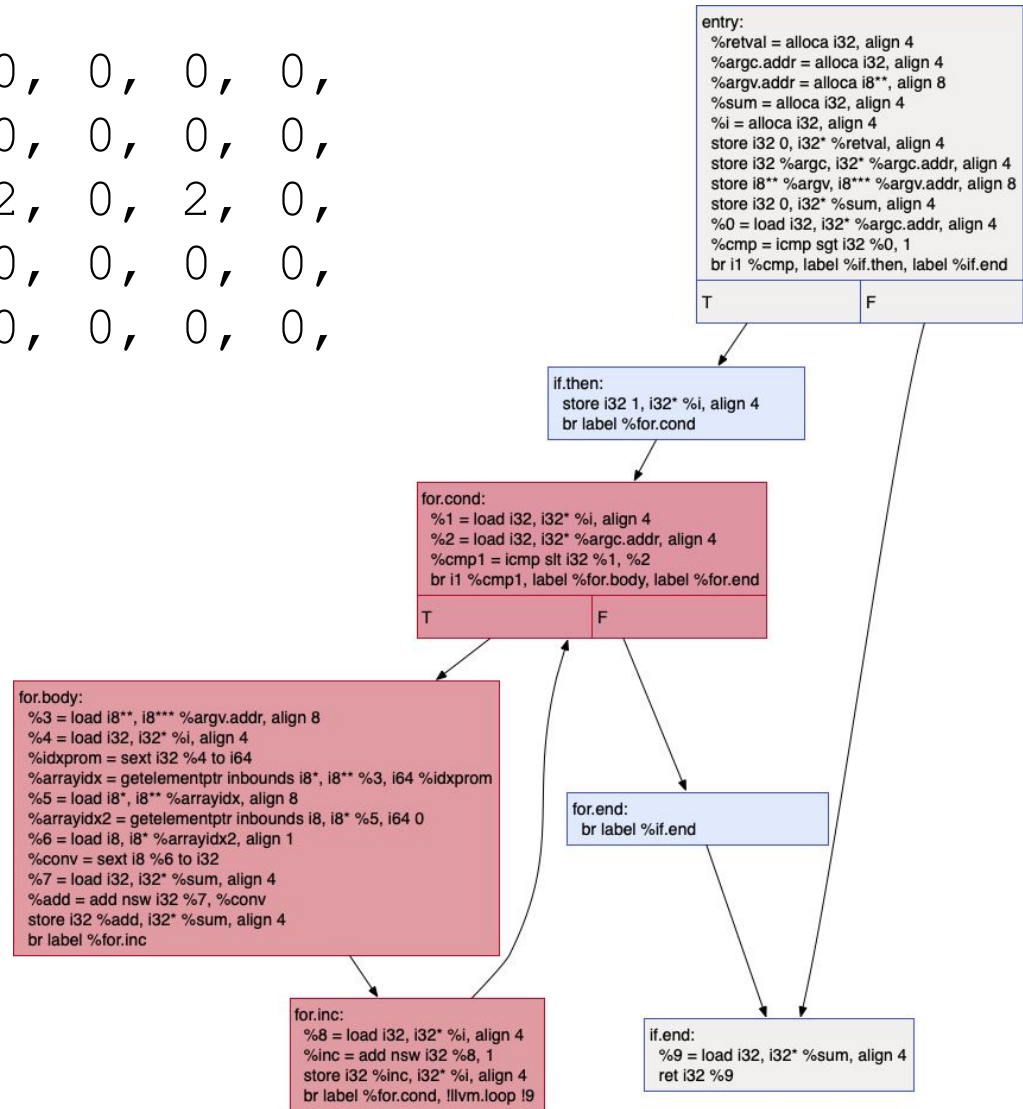 0, 0, 0, 0,
0, 0, 0, 0,
2, 0, 2, 0,
0, 0, 0, 0,
0, 0, 0, 0,
entry:
%retval = alloca i32, align 4
%argc.addr = alloca i32, align 4
%argv.addr = alloca i8**, align 8
%sum = alloca i32, align 4
%i = alloca i32, align 4
store i32 0, i32* %retval, align 4
store i32 %argc, i32* %argc.addr, align 4
store i8** %argv, i8*** %argv.addr, align 8
store i32 0, i32* %sum, align 4
%0 = load i32, i32* %argc.addr, align 4
%cmp = icmp sgt i32 %0, 1
br i1 %cmp, label %if.then, label %if.end
T F
if.then:
store i32 1, i32* %i, align 4
br label %for.cond
for.cond:
%1 = load i32, i32* %i, align 4
%2 = load i32, i32* %argc.addr, align 4
%cmp1 = icmp slt i32 %1, %2
br i1 %cmp1, label %for.body, label %for.end
T F
for.body:
%3 = load i8**, i8*** %argv.addr, align 8
%4 = load i32, i32* %i, align 4
%idxprom = sext i32 %4 to i64
%arrayidx = getelementptr inbounds i8*, i8** %3, i64 %idxprom
%5 = load i8*, i8** %arrayidx, align 8
%arrayidx2 = getelementptr inbounds i8, i8* %5, i64 0
%6 = load i8, i8* %arrayidx2, align 1
%conv = sext i8 %6 to i32
%7 = load i32, i32* %sum, align 4
%add = add nsw i32 %7, %conv
store i32 %add, i32* %sum, align 4
br label %for.inc
for.end:
br label %if.end
for.inc:
%8 = load i32, i32* %i, align 4
%inc = add nsw i32 %8, 1
store i32 %inc, i32* %i, align 4
br label %for.cond, !llvm.loop !9
if.end:
%9 = load i32, i32* %sum, align 4
ret i32 %9